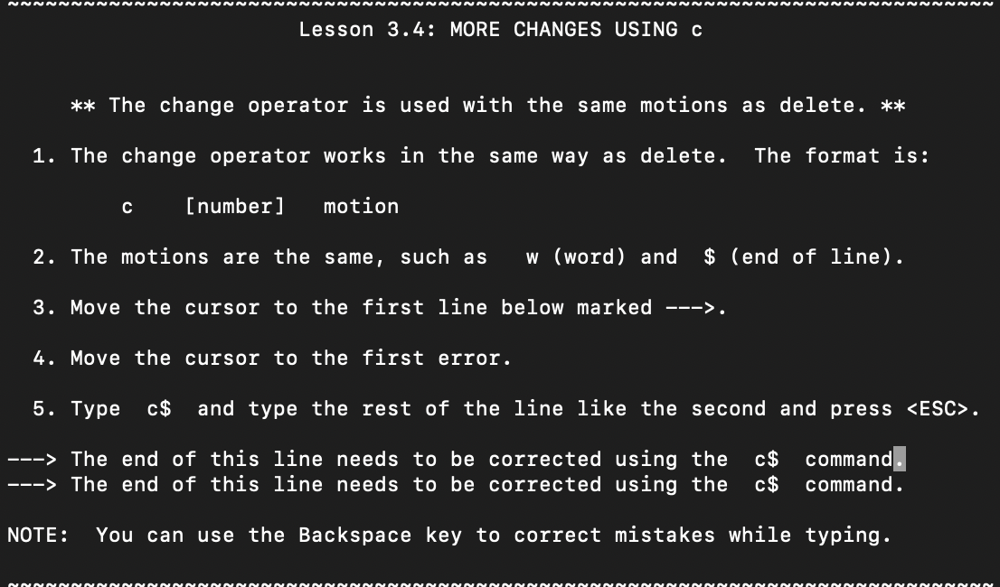 ~~~~~~~~~~~~~~~~~~~~~~~~~~~~~~~~~~~~~~~~~~~~~~~~~~~~~~~~~~~~~~~~~~~~~~~~~~~~~~
Lesson 3.4: MORE CHANGES USING c
** The change operator is used with the same motions as delete. **
1. The change operator works in the same way as delete.  The format is:
c    [number]   motion
2. The motions are the same, such as   w (word) and  $ (end of line).
3. Move the cursor to the first line below marked --->.
4. Move the cursor to the first error.
5. Type  c$  and type the rest of the line like the second and press <ESC>.
---> The end of this line needs to be corrected using the  c$  command.
---> The end of this line needs to be corrected using the  c$  command.
NOTE:  You can use the Backspace key to correct mistakes while typing.
~~~~~~~~~~~~~~~~~~~~~~~~~~~~~~~~~~~~~~~~~~~~~~~~~~~~~~~~~~~~~~~~~~~~~~~~~~~~~~